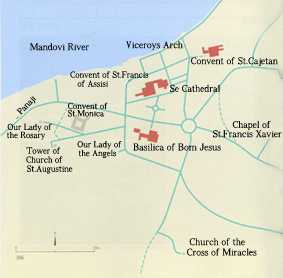 Viceroys Arch
Mandovi River
Convent of St.Cajetan
Convent of St.Francis
of Assisi
Se Cathedral
Panaji
Convent of
St.Monica
Our Lady of
the Rosary
Chapel of
St.Francis Xavier
Tower of
Church of
St.Augustine
Our Lady of
the Angels
Basilica of Bom Jesus
Church of the
Cross of Miracles